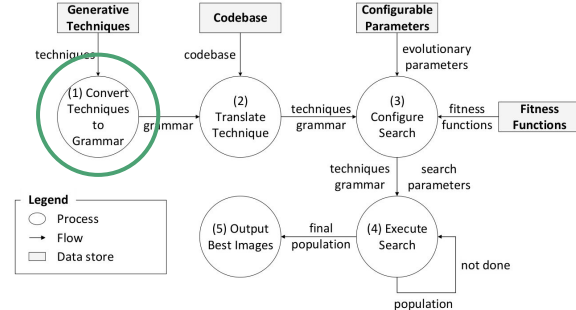 Generative
Techniques
Codebase
Configurable
Parameters
techniques
codebase
evolutionary
parameters
(1) Convert
Techniques
to
Grammar
grammar
(2)
Translate
Technique
techniques
grammar
(3)
Configure
Search
fitness
functions
Fitness
Functions
techniques
grammar
search
parameters
Legend
Process
Flow
Data store
(5) Output
Best Images
final
population
(4) Execute
Search
not done
population